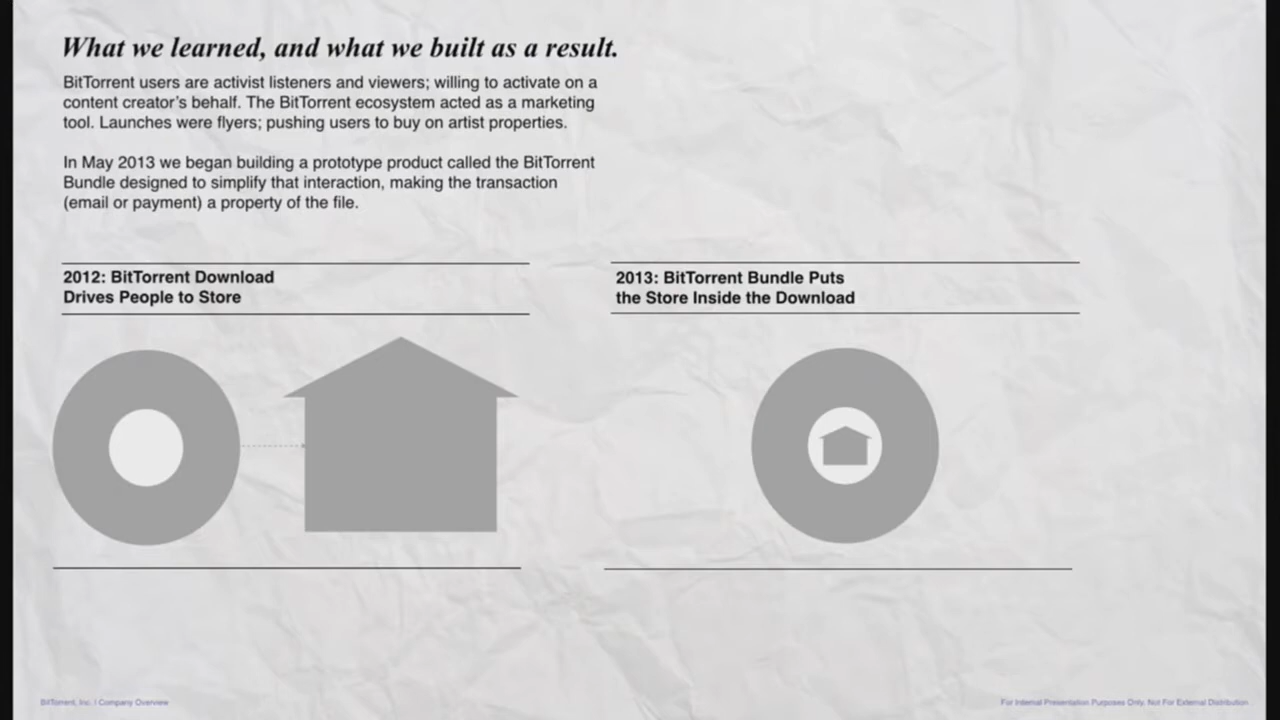 What we learned, and what we built as a result.
BitTorrent users are activist listeners and viewers; willing to activate on a
content creator's behalf. The BitTorrent ecosystem acted as a marketing
tool. Launches were flyers; pushing users to buy on artist properties.
In May 2013 we began building a prototype product called the BitTorrent
Bundle designed to simplify that interaction, making the transaction
(email or payment) a property of the file.
2012: BitTorrent Download
Drives People to Store
2013: BitTorrent Bundle Puts
the Store Inside the Download
BitTorrent, Inc. / Company Overview
For Internal Presentation Purposes Only. Not For External Distribution